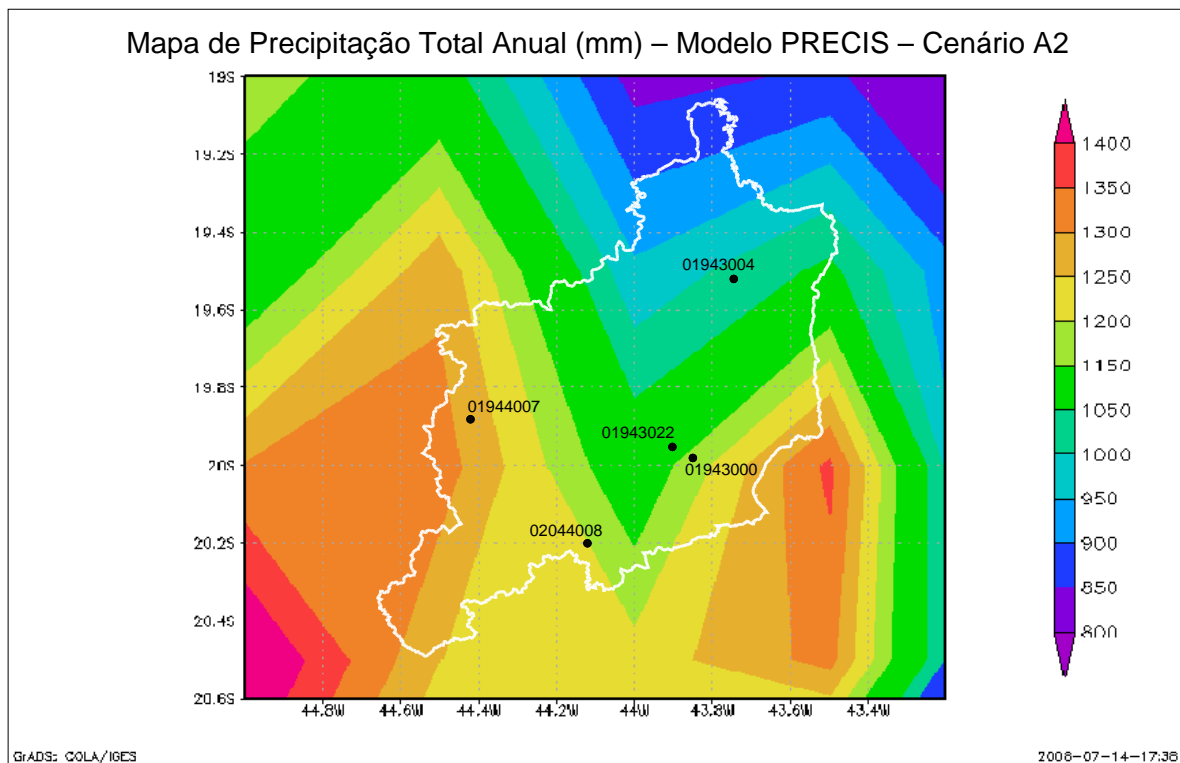 Mapa de Precipitação Total Anual (mm) – Modelo PRECIS – Cenário A2
19S
19.2S
19.4S
19.6S
19.8S
20S
20.2S
20.4S
20.6S
44.8W 44.6W 44.4W 44.2W 44W 43.8W 43.6W 43.4W
01943004
01944007
01943022
01943000
02044008
1400
1350
1300
1250
1200
1150
1050
1000
950
900
850
800
GrADS: COLA/IGES
2008-07-14-17:38